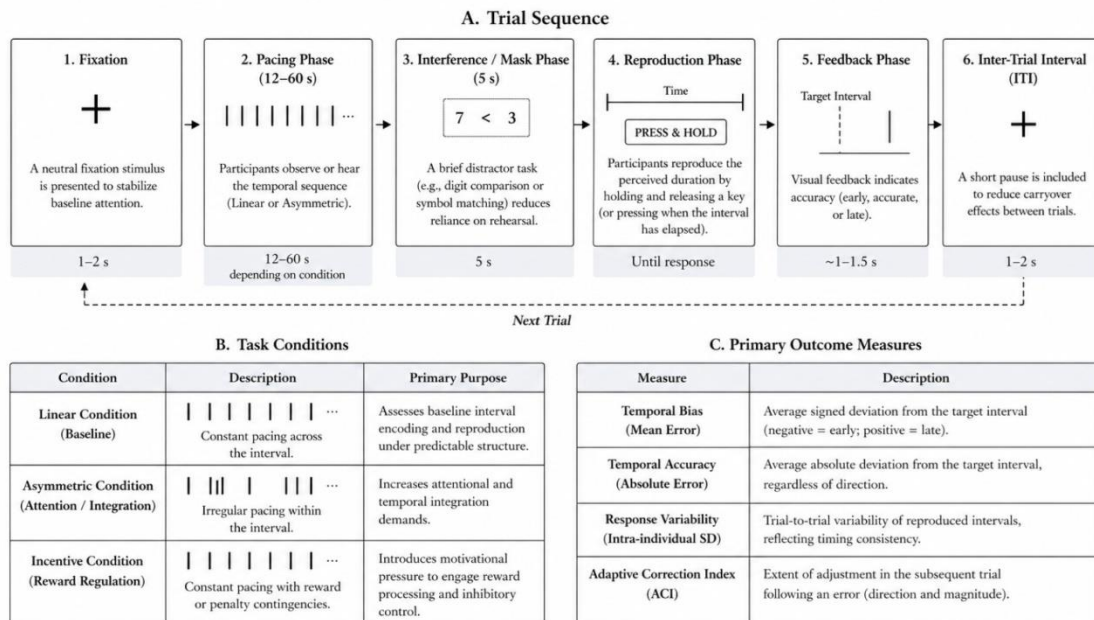 A. Trial Sequence
1. Fixation
A neutral fixation stimulus
is presented to stabilize
baseline attention.
1–2 s
2. Pacing Phase
(12–60 s)
...
Participants observe or hear
the temporal sequence
(Linear or Asymmetric).
12–60 s
depending on condition
3. Interference / Mask Phase
(5 s)
7 < 3
A brief distractor task
(e.g., digit comparison or
symbol matching) reduces
reliance on rehearsal.
5 s
4. Reproduction Phase
Time
PRESS & HOLD
Participants reproduce the
perceived duration by
holding and releasing a key
(or pressing when the interval
has elapsed).
Until response
5. Feedback Phase
Target Interval
Visual feedback indicates
accuracy (early, accurate,
or late).
~1–1.5 s
6. Inter-Trial Interval
(ITI)
A short pause is included
to reduce carryover
effects between trials.
1–2 s
Next Trial
B. Task Conditions
Condition Description Primary Purpose
Linear Condition
(Baseline)
...
Constant pacing across
the interval.
Assesses baseline interval
encoding and reproduction
under predictable structure.
Asymmetric Condition
(Attention / Integration)
...
Irregular pacing within
the interval.
Increases attentional and
temporal integration
demands.
Incentive Condition
(Reward Regulation)
...
Constant pacing with reward
or penalty contingencies.
Introduces motivational
pressure to engage reward
processing and inhibitory
control.
C. Primary Outcome Measures
Measure Description
Temporal Bias
(Mean Error)
Average signed deviation from the target interval
(negative = early; positive = late).
Temporal Accuracy
(Absolute Error)
Average absolute deviation from the target interval,
regardless of direction.
Response Variability
(Intra-individual SD)
Trial-to-trial variability of reproduced intervals,
reflecting timing consistency.
Adaptive Correction Index
(ACI)
Extent of adjustment in the subsequent trial
following an error (direction and magnitude).